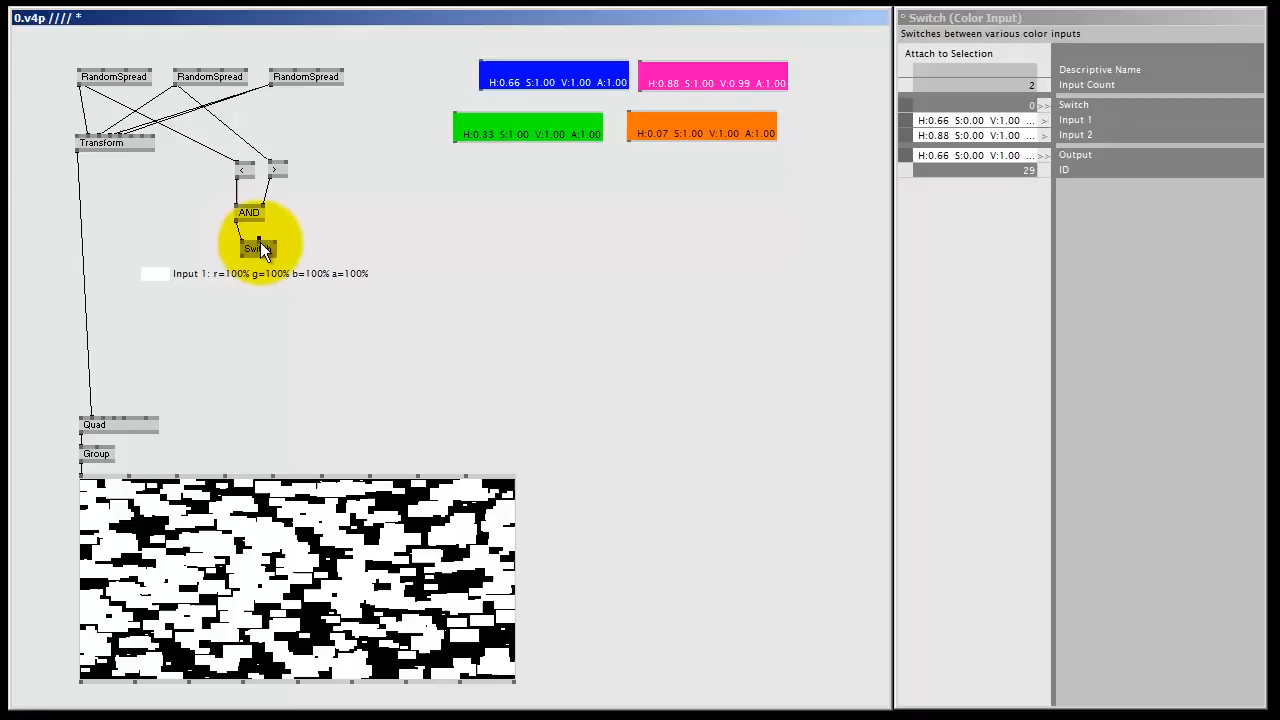 0.v4p //// *
RandomSpread RandomSpread RandomSpread
H:0.66 S:1.00 V:1.00 A:1.00 H:0.88 S:1.00 V:0.99 A:1.00
H:0.33 S:1.00 V:1.00 A:1.00 H:0.07 S:1.00 V:1.00 A:1.00
Transform
< >
AND
Input 1: r=100% g=100% b=100% a=100%
Quad
Group
° Switch (Color Input)
Switches between various color inputs
Attach to Selection
Descriptive Name
2 Input Count
0 >> Switch
H:0.66 S:0.00 V:1.00 ... > Input 1
H:0.88 S:0.00 V:1.00 ... > Input 2
H:0.66 S:0.00 V:1.00 ... >> Output
29 ID